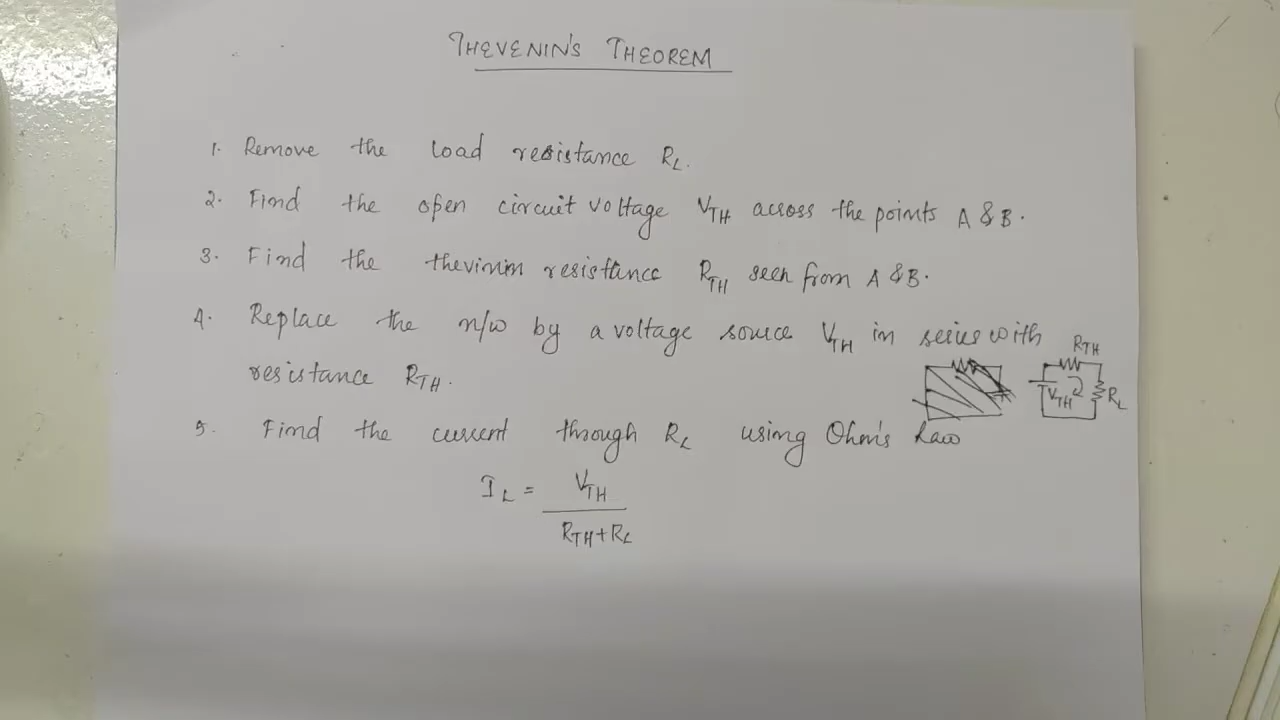 THEVENIN'S THEOREM
1. Remove the load resistance RL.
2. Find the open circuit voltage VTH across the points A & B.
3. Find the thevinin resistance RTH seen from A & B.
4. Replace the n/w by a voltage source VTH in series with
resistance RTH.
RTH
VTH RL
5. Find the current through RL using Ohm's Law
IL = VTH
RTH+RL